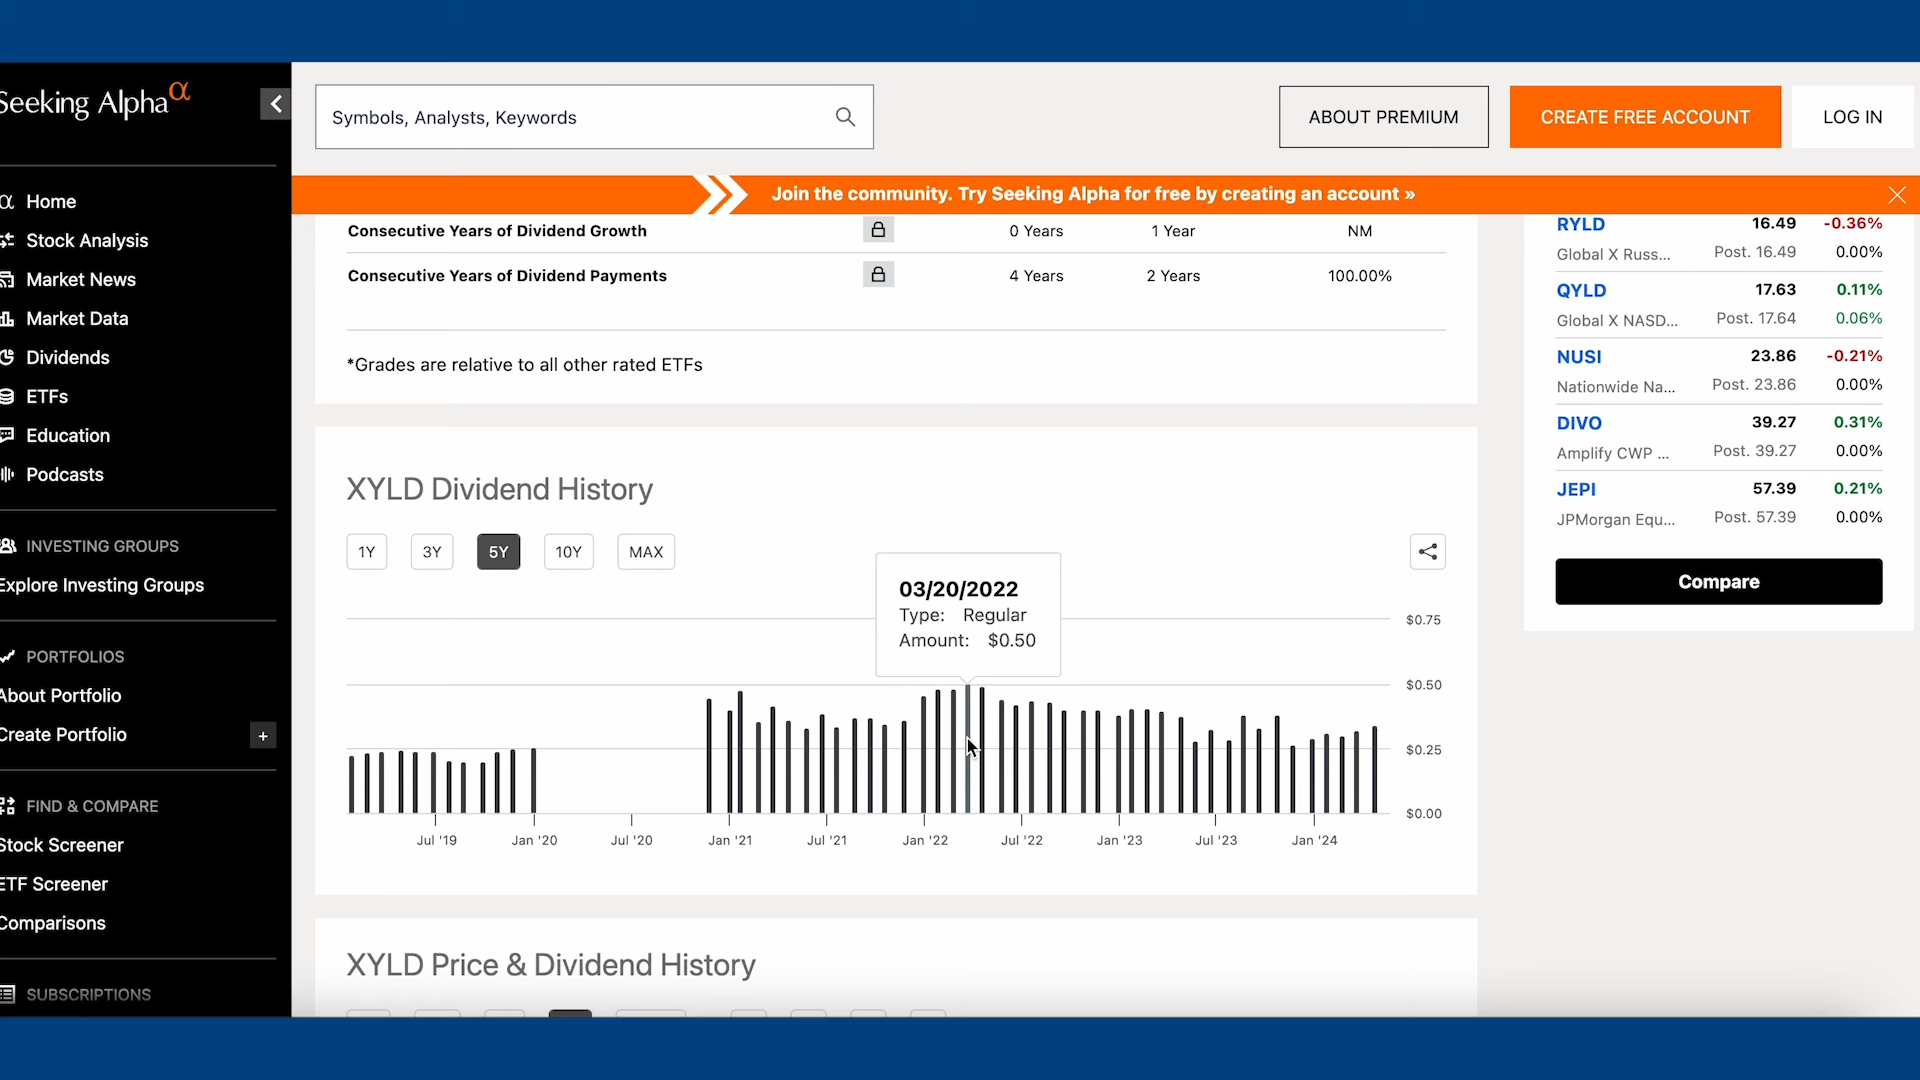 Seeking Alpha α
Symbols, Analysts, Keywords
ABOUT PREMIUM
CREATE FREE ACCOUNT
LOG IN
Join the community. Try Seeking Alpha for free by creating an account »
α Home
Stock Analysis
Market News
Market Data
Dividends
ETFs
Education
Podcasts
INVESTING GROUPS
Explore Investing Groups
PORTFOLIOS
About Portfolio
Create Portfolio +
FIND & COMPARE
Stock Screener
ETF Screener
Comparisons
SUBSCRIPTIONS
Consecutive Years of Dividend Growth 0 Years 1 Year NM
Consecutive Years of Dividend Payments 4 Years 2 Years 100.00%
*Grades are relative to all other rated ETFs
XYLD Dividend History
1Y 3Y 5Y 10Y MAX
03/20/2022
Type: Regular
Amount: $0.50
$0.75
$0.50
$0.25
$0.00
Jul '19 Jan '20 Jul '20 Jan '21 Jul '21 Jan '22 Jul '22 Jan '23 Jul '23 Jan '24
XYLD Price & Dividend History
RYLD 16.49 -0.36%
Global X Russ... Post. 16.49 0.00%
QYLD 17.63 0.11%
Global X NASD... Post. 17.64 0.06%
NUSI 23.86 -0.21%
Nationwide Na... Post. 23.86 0.00%
DIVO 39.27 0.31%
Amplify CWP ... Post. 39.27 0.00%
JEPI 57.39 0.21%
JPMorgan Equ... Post. 57.39 0.00%
Compare